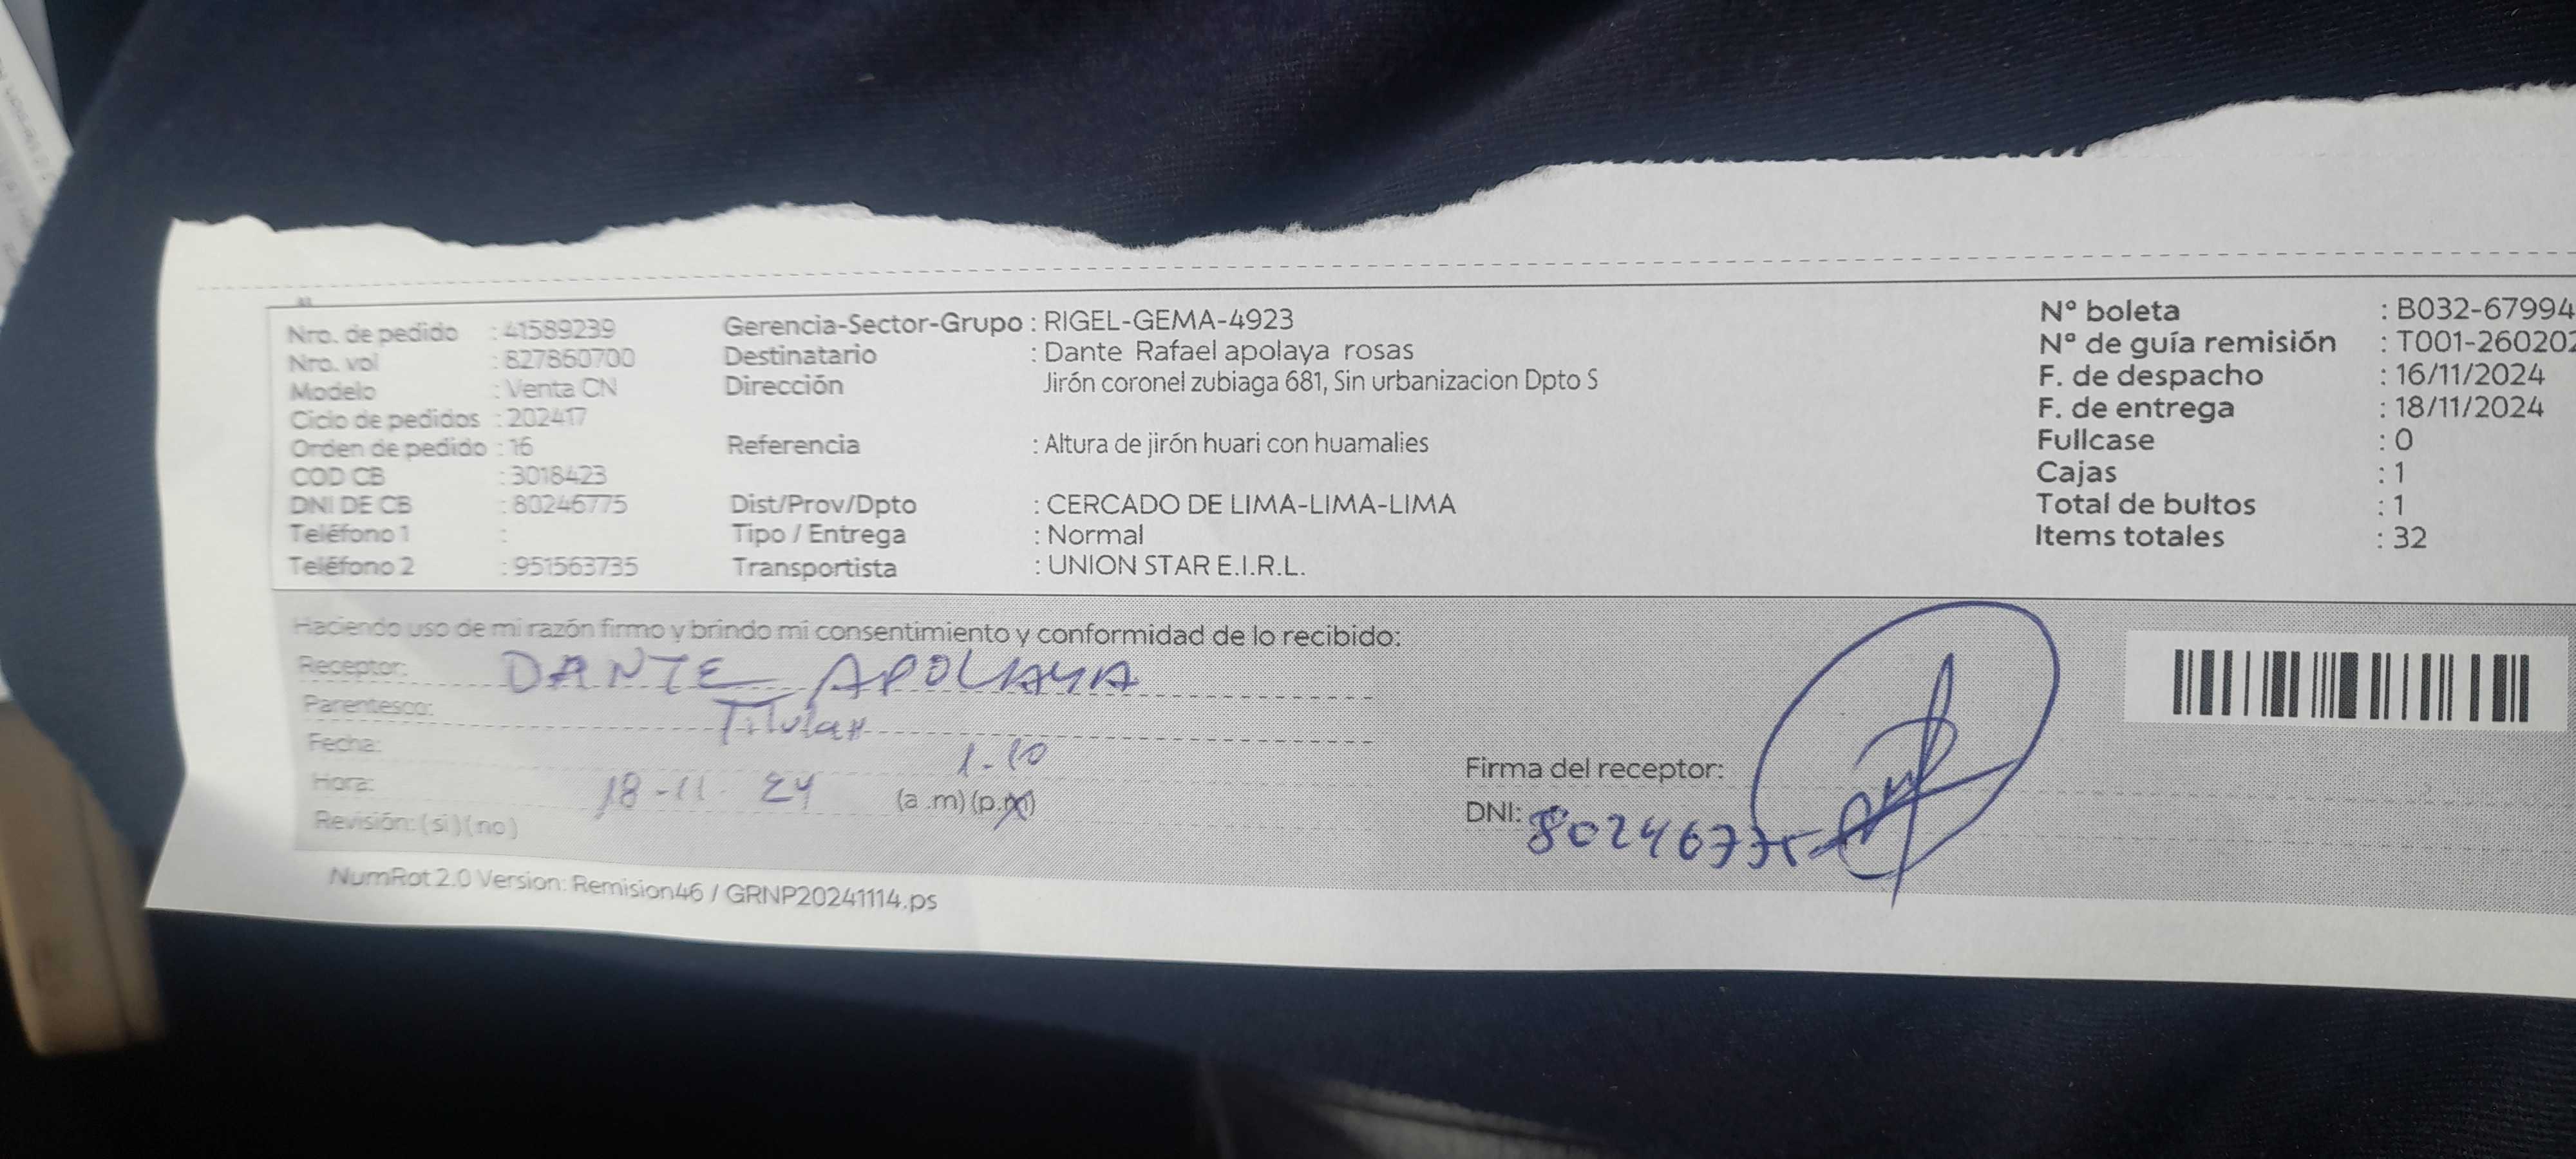 Nro. de pedido : 41589239
Nro. vol : 827860700
Modelo : Venta CN
Ciclo de pedidos : 202417
Orden de pedido : 16
COD CB : 3018423
DNI DE CB : 80246775
Teléfono 1 :
Teléfono 2 : 951563735
Gerencia-Sector-Grupo : RIGEL-GEMA-4923
Destinatario : Dante Rafael apolaya rosas
Dirección Jirón coronel zubiaga 681, Sin urbanizacion Dpto S
Referencia : Altura de jirón huari con huamalies
Dist/Prov/Dpto : CERCADO DE LIMA-LIMA-LIMA
Tipo / Entrega : Normal
Transportista : UNION STAR E.I.R.L.
N° boleta : B032-67994
N° de guía remisión : T001-260202
F. de despacho : 16/11/2024
F. de entrega : 18/11/2024
Fullcase : 0
Cajas : 1
Total de bultos : 1
Items totales : 32
Haciendo uso de mi razón firmo y brindo mi consentimiento y conformidad de lo recibido:
Receptor: DANTE APOLAYA
Parentesco: Titular
Fecha: 1-10
Hora: 18-11-24 (a .m) (p.m)
Revisión: (si) (no)
Firma del receptor:
DNI: 80246775
NumRot 2.0 Version: Remision46 / GRNP20241114.ps